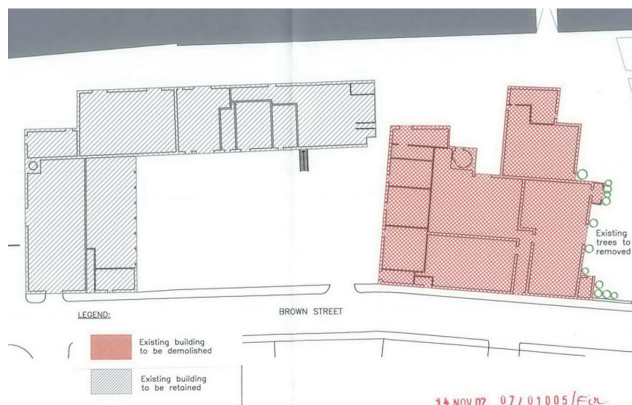 Existing
trees to
removed
BROWN STREET
LEGEND:
Existing building
to be demolished
Existing building
to be retained
14 NOV 07 07/01005/FUL